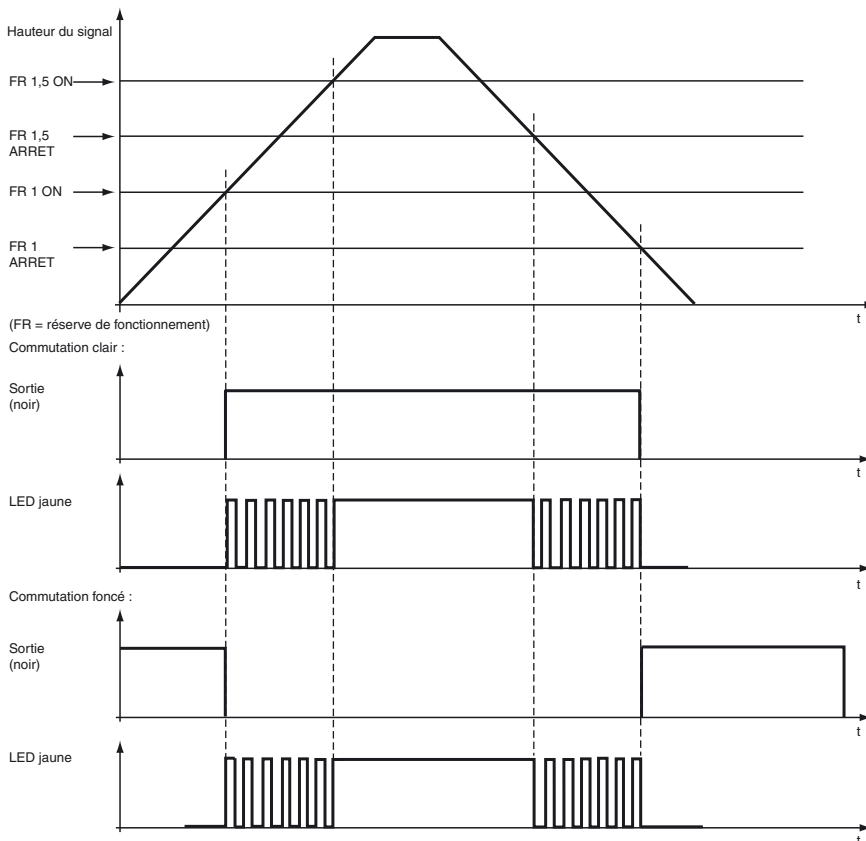 Hauteur du signal
FR 1,5 ON
FR 1,5
ARRET
FR 1 ON
FR 1
ARRET
t
(FR = réserve de fonctionnement)
Commutation clair :
Sortie
(noir)
t
LED jaune
t
Commutation foncé :
Sortie
(noir)
t
LED jaune
t